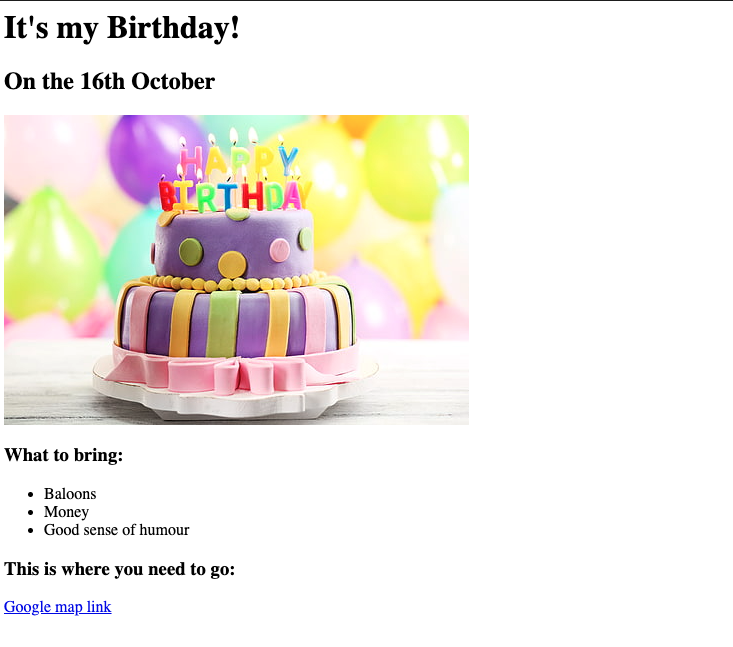 It's my Birthday!
On the 16th October
HAPPY
BIRTHDAY
What to bring:
Baloons
Money
Good sense of humour
This is where you need to go:
Google map link